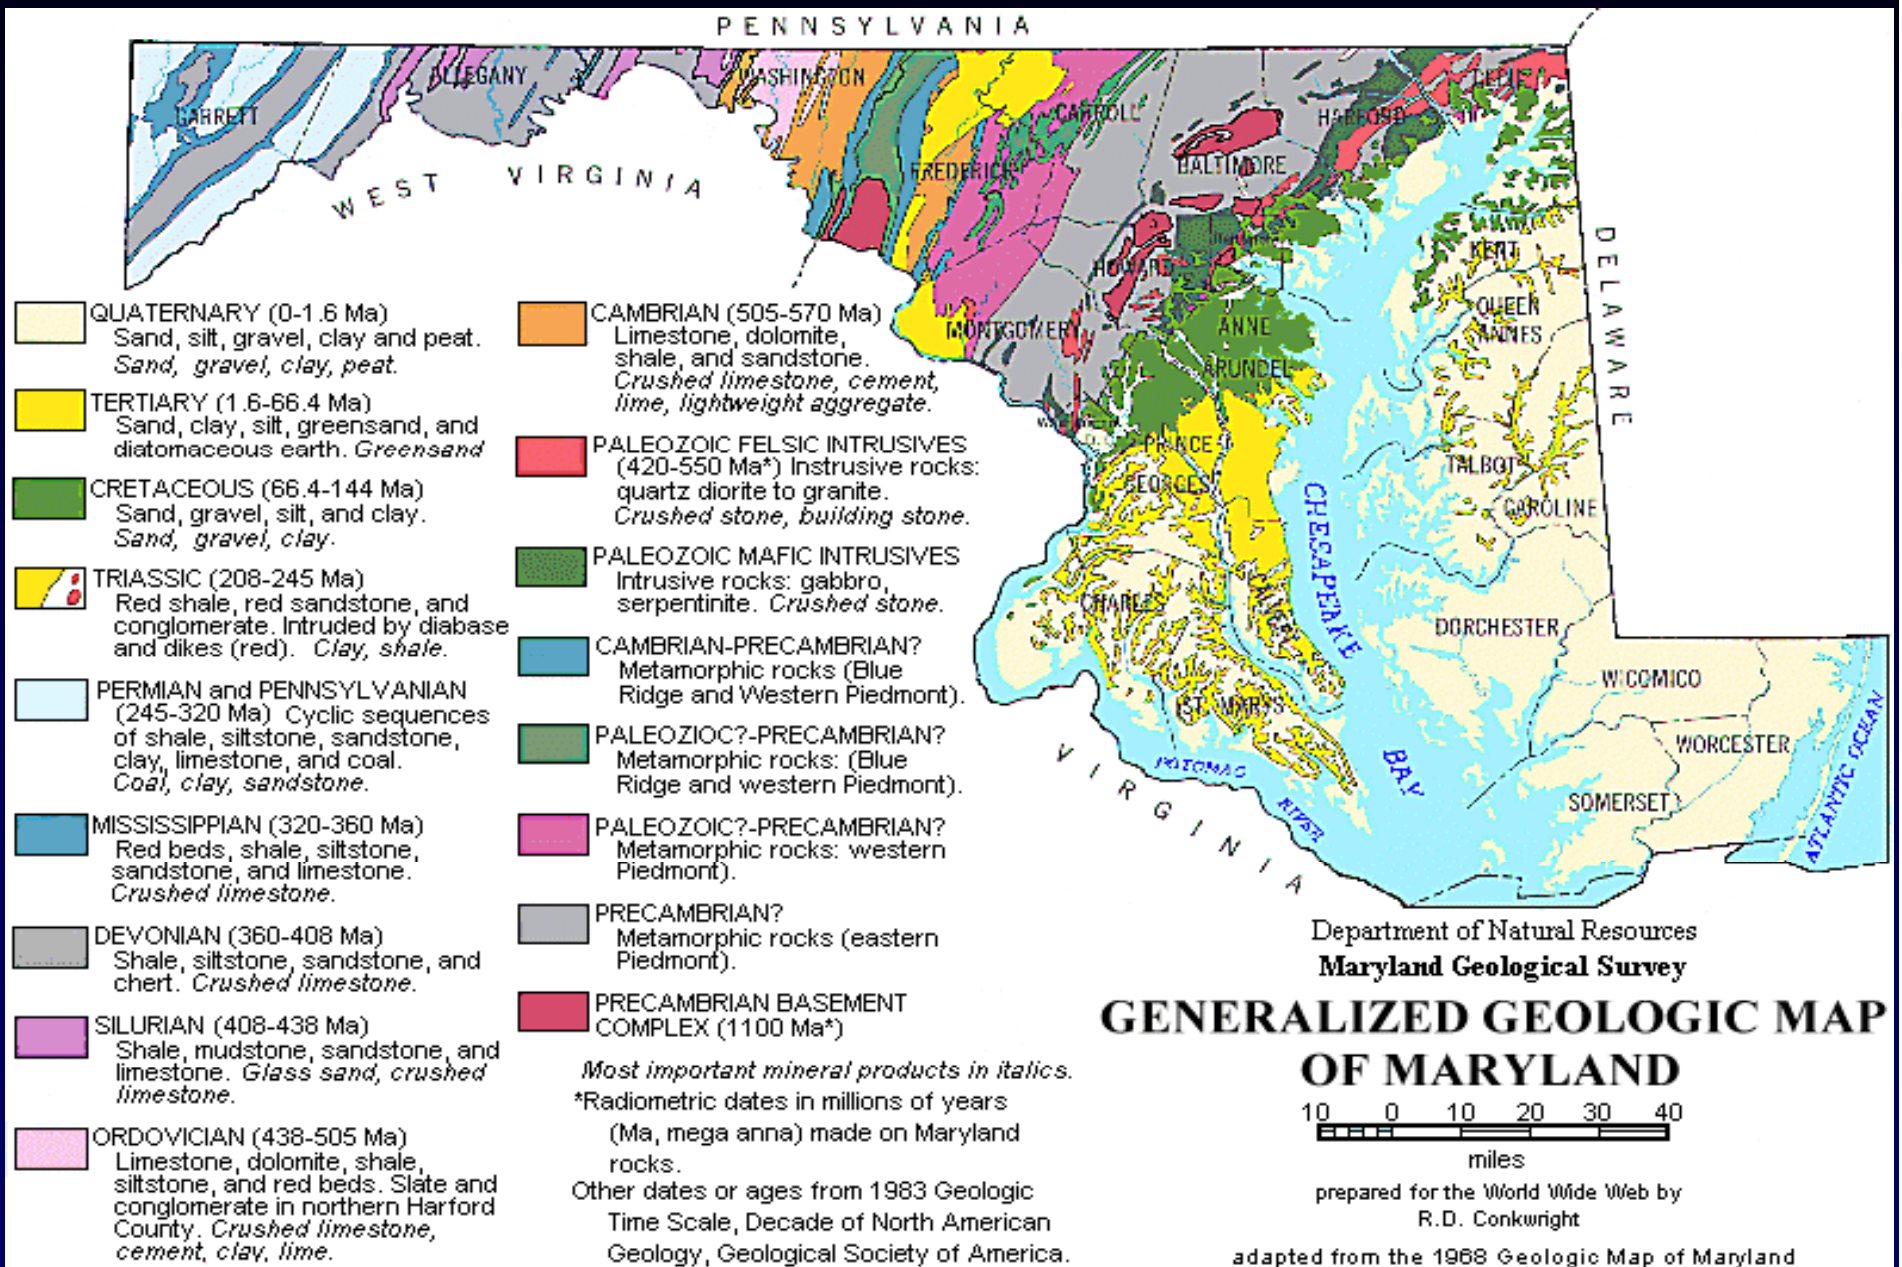 PENNSYLVANIA
GARRETT
ALLEGANY
WASHINGTON
FREDERICK
CARROLL
BALTIMORE
HARFORD
CECIL
WEST VIRGINIA
HOWARD
MONTGOMERY
ANNE
ARUNDEL
KENT
QUEEN
ANNES
DELAWARE
PRINCE
GEORGES
TALBOT
CAROLINE
CHARLES
CALVERT
ST. MARYS
CHESAPEAKE
BAY
DORCHESTER
WICOMICO
WORCESTER
SOMERSET
ATLANTIC OCEAN
POTOMAC
RIVER
VIRGINIA
QUATERNARY (0-1.6 Ma)
Sand, silt, gravel, clay and peat.
Sand, gravel, clay, peat.
TERTIARY (1.6-66.4 Ma)
Sand, clay, silt, greensand, and
diatomaceous earth. Greensand
CRETACEOUS (66.4-144 Ma)
Sand, gravel, silt, and clay.
Sand, gravel, clay.
TRIASSIC (208-245 Ma)
Red shale, red sandstone, and
conglomerate. Intruded by diabase
and dikes (red). Clay, shale.
PERMIAN and PENNSYLVANIAN
(245-320 Ma) Cyclic sequences
of shale, siltstone, sandstone,
clay, limestone, and coal.
Coal, clay, sandstone.
MISSISSIPPIAN (320-360 Ma)
Red beds, shale, siltstone,
sandstone, and limestone.
Crushed limestone.
DEVONIAN (360-408 Ma)
Shale, siltstone, sandstone, and
chert. Crushed limestone.
SILURIAN (408-438 Ma)
Shale, mudstone, sandstone, and
limestone. Glass sand, crushed
limestone.
ORDOVICIAN (438-505 Ma)
Limestone, dolomite, shale,
siltstone, and red beds. Slate and
conglomerate in northern Harford
County. Crushed limestone,
cement, clay, lime.
CAMBRIAN (505-570 Ma)
Limestone, dolomite,
shale, and sandstone.
Crushed limestone, cement,
lime, lightweight aggregate.
PALEOZOIC FELSIC INTRUSIVES
(420-550 Ma*) Instrusive rocks:
quartz diorite to granite.
Crushed stone, building stone.
PALEOZOIC MAFIC INTRUSIVES
Intrusive rocks: gabbro,
serpentinite. Crushed stone.
CAMBRIAN-PRECAMBRIAN?
Metamorphic rocks (Blue
Ridge and Western Piedmont).
PALEOZIOC?-PRECAMBRIAN?
Metamorphic rocks: (Blue
Ridge and western Piedmont).
PALEOZOIC?-PRECAMBRIAN?
Metamorphic rocks: western
Piedmont).
PRECAMBRIAN?
Metamorphic rocks (eastern
Piedmont).
PRECAMBRIAN BASEMENT
COMPLEX (1100 Ma*)
Most important mineral products in italics.
*Radiometric dates in millions of years
(Ma, mega anna) made on Maryland
rocks.
Other dates or ages from 1983 Geologic
Time Scale, Decade of North American
Geology, Geological Society of America.
Department of Natural Resources
Maryland Geological Survey
GENERALIZED GEOLOGIC MAP
OF MARYLAND
10 0 10 20 30 40
miles
prepared for the World Wide Web by
R.D. Conkwright
adapted from the 1968 Geologic Map of Maryland